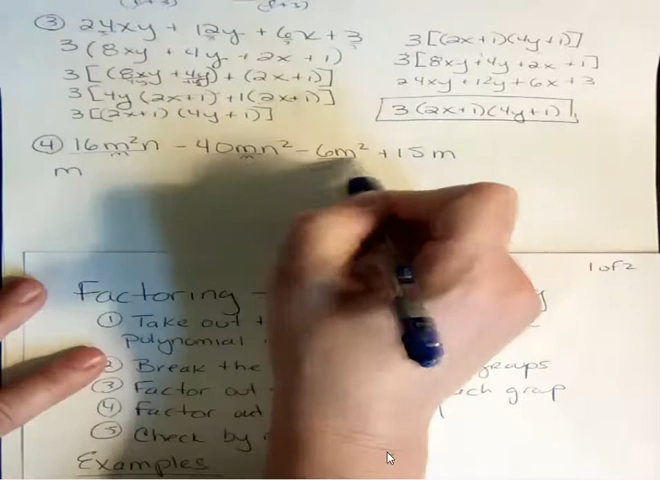 ③ 24xy + 12y + 6x + 3
3(8xy + 4y + 2x + 1)
3[(8xy + 4y) + (2x + 1)]
3[4y(2x+1) + 1(2x+1)]
3[(2x+1)(4y+1)]
3[(2x+1)(4y+1)]
3[8xy+4y+2x+1]
24xy+12y+6x+3
3(2x+1)(4y+1)
④ 16m²n - 40mn² - 6m² + 15m
m
1 of 2
Factoring -
① Take out
polynomial
② Break the groups
③ Factor out each group
④ Factor out
⑤ Check by
Examples